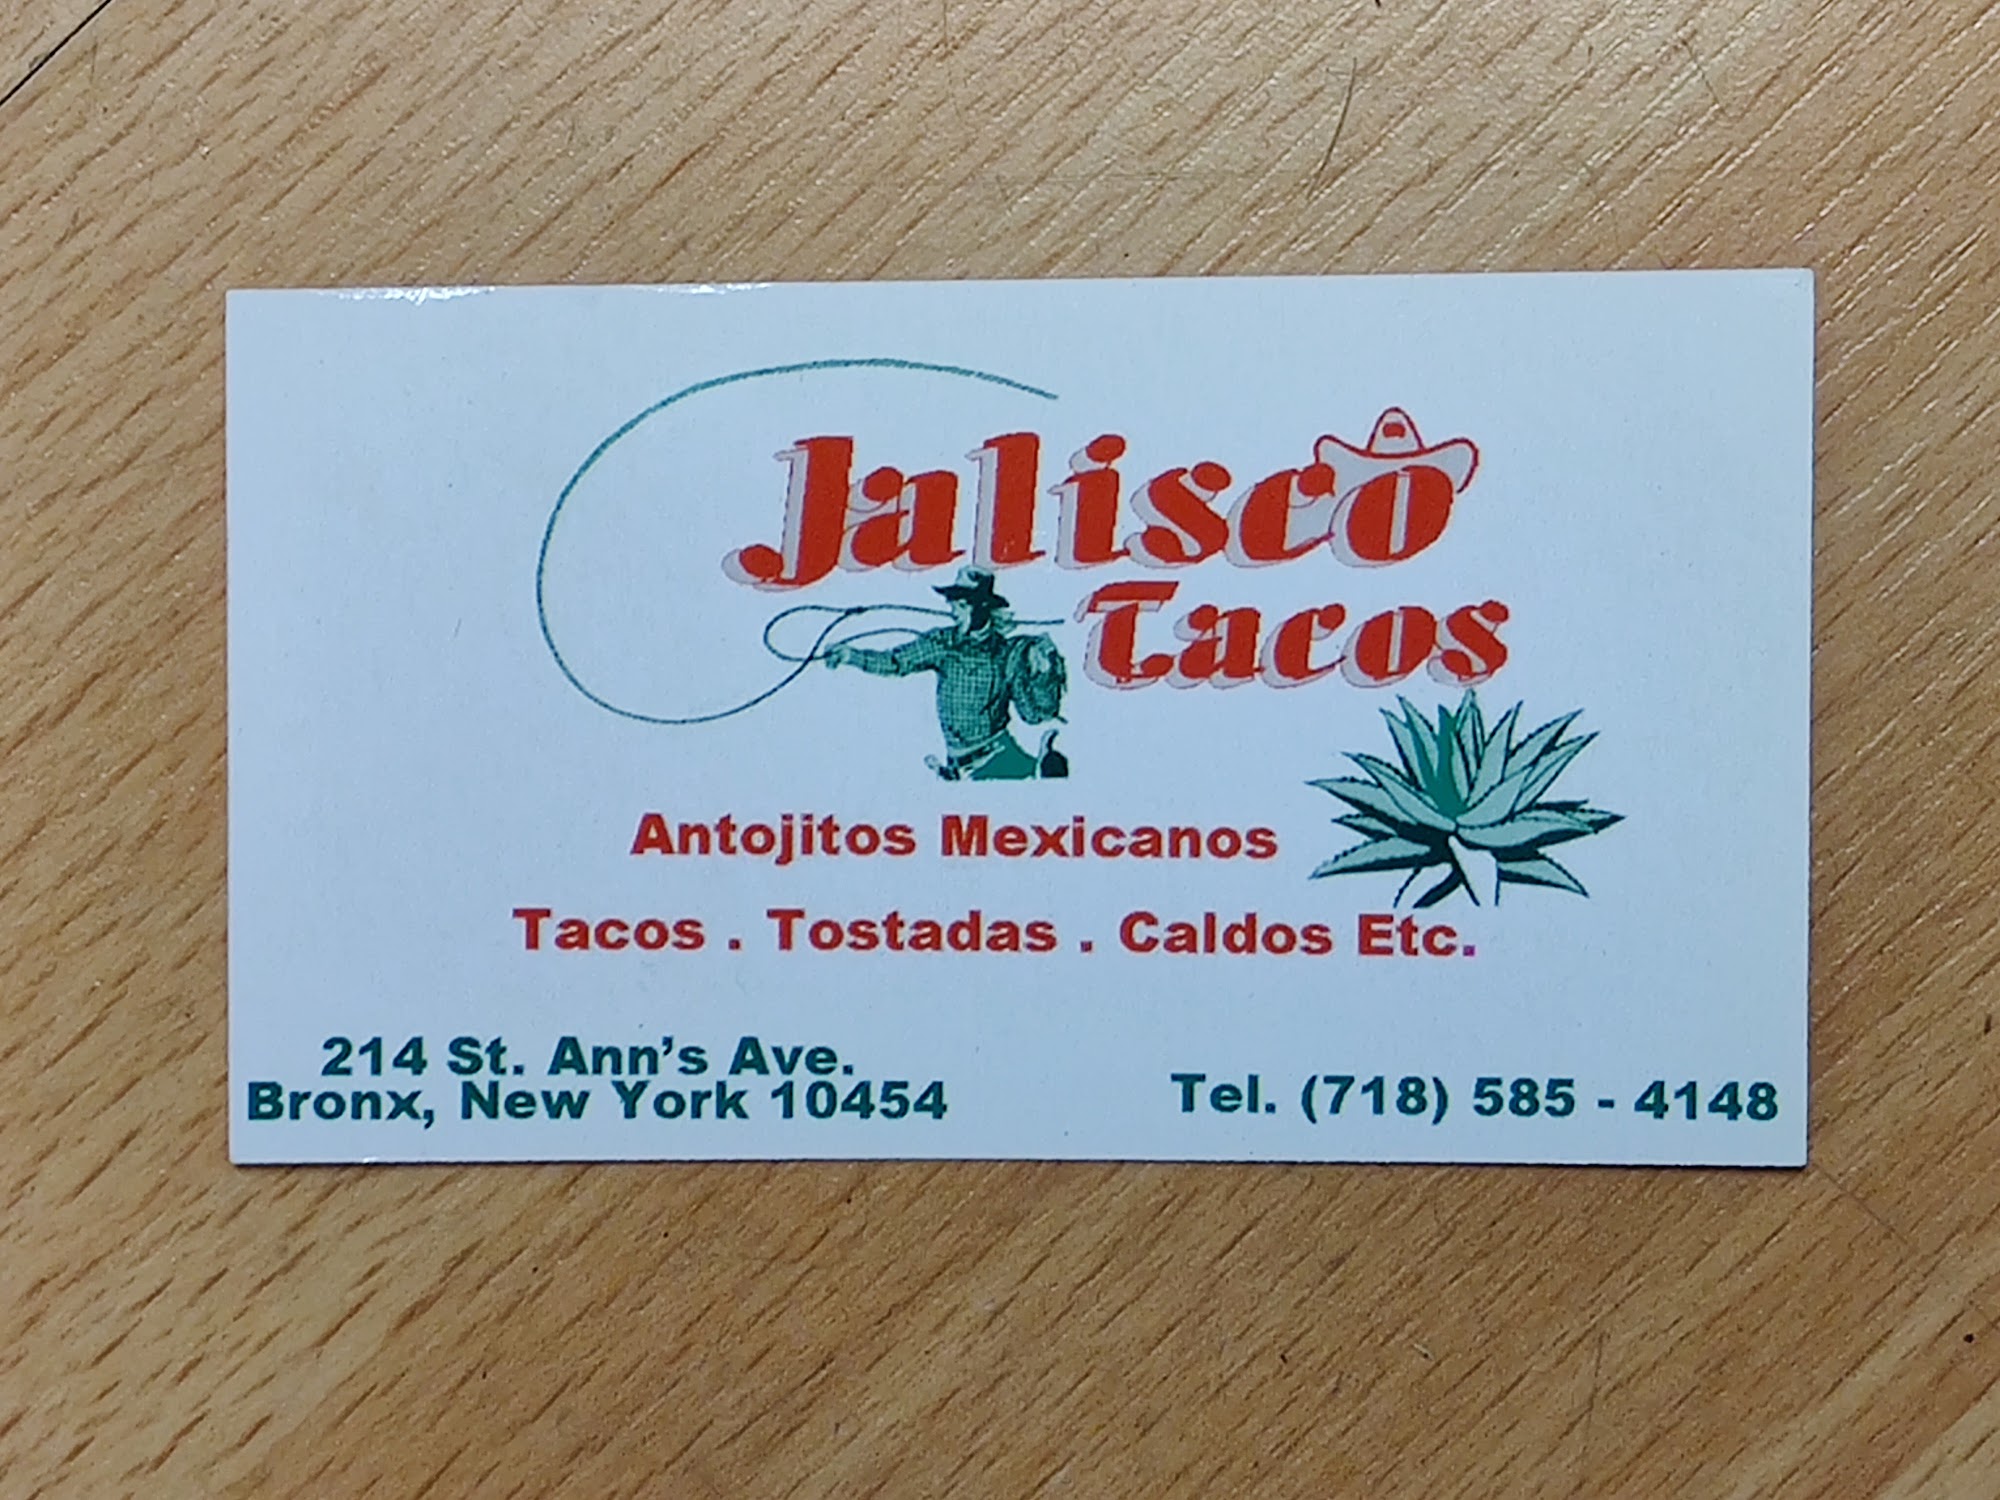 Jalisco
Tacos
Antojitos Mexicanos
Tacos . Tostadas . Caldos Etc.
214 St. Ann's Ave.
Bronx, New York 10454
Tel. (718) 585 - 4148